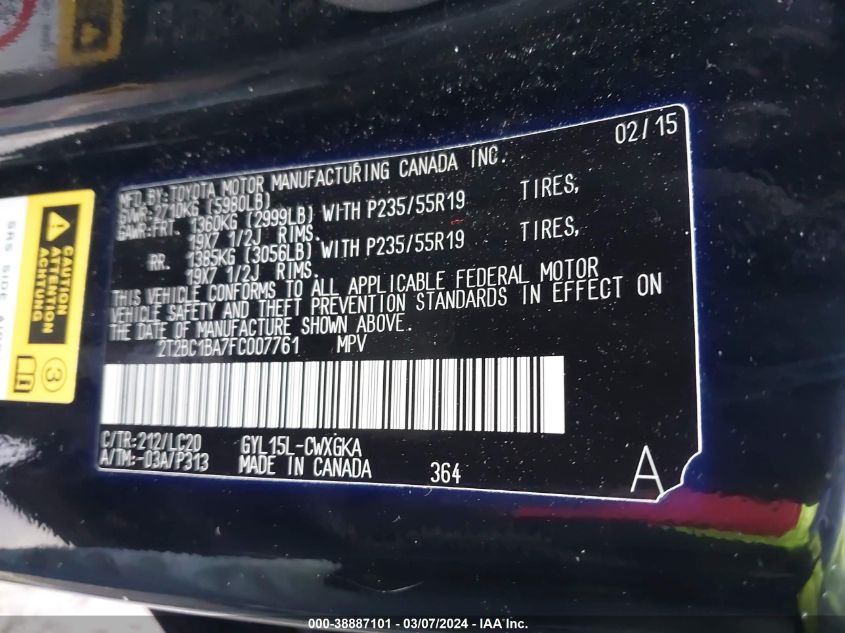 02/15
MFD.BY:TOYOTA MOTOR MANUFACTURING CANADA INC.
GVWR:2710KG (5980LB)
GAWR:FRT. 1360KG (2999LB) WITH P235/55R19 TIRES,
19X7 1/2J RIMS.
RR. 1385KG (3056LB) WITH P235/55R19 TIRES,
19X7 1/2J RIMS.
THIS VEHICLE CONFORMS TO ALL APPLICABLE FEDERAL MOTOR
VEHICLE SAFETY AND THEFT PREVENTION STANDARDS IN EFFECT ON
THE DATE OF MANUFACTURE SHOWN ABOVE.
2T2BC1BA7FC007761 MPV
C/TR:212/LC20 GYL15L-CWXGKA
A/TM:-03A/P313 MADE IN CANADA 364 A
CAUTION
ATTENTION
ACHTUNG
SRS SIDE
3
000-38887101 - 03/07/2024 - © IAA Inc.